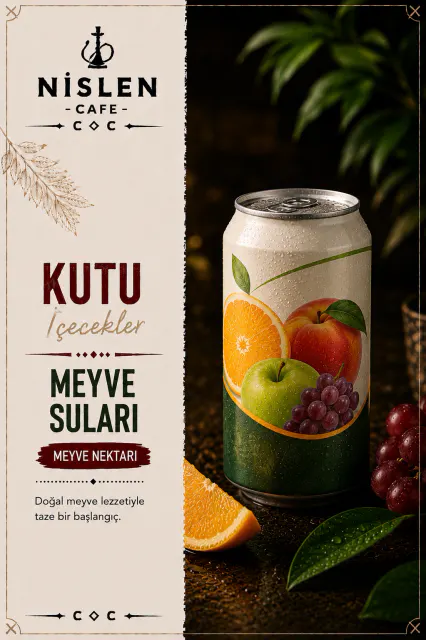 NİSLEN
- CAFE -
C ◇ C
KUTU
İçecekler
MEYVE
SULARI
MEYVE NEKTARI
Doğal meyve lezzetiyle
taze bir başlangıç.
C ◇ C